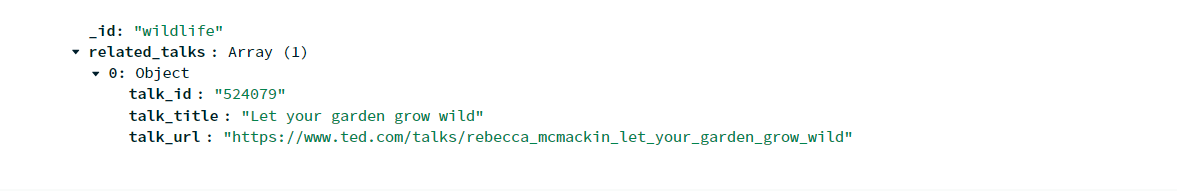 _id: "wildlife"
related_talks: Array (1)
0: Object
talk_id: "524079"
talk_title: "Let your garden grow wild"
talk_url: "https://www.ted.com/talks/rebecca_mcmackin_let_your_garden_grow_wild"